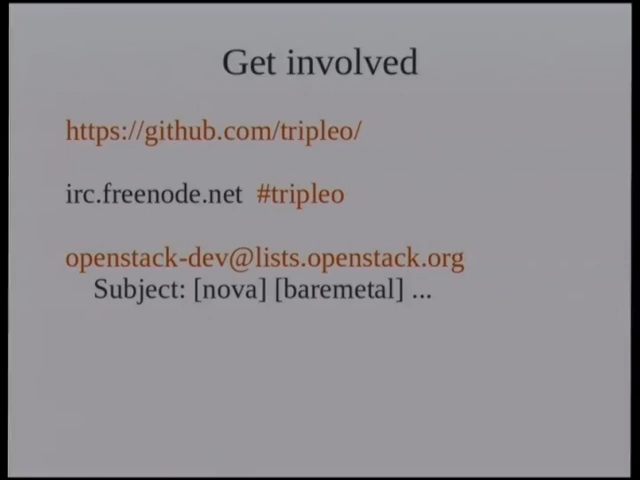 Get involved
https://github.com/tripleo/
irc.freenode.net #tripleo
openstack-dev@lists.openstack.org
Subject: [nova] [baremetal] ...